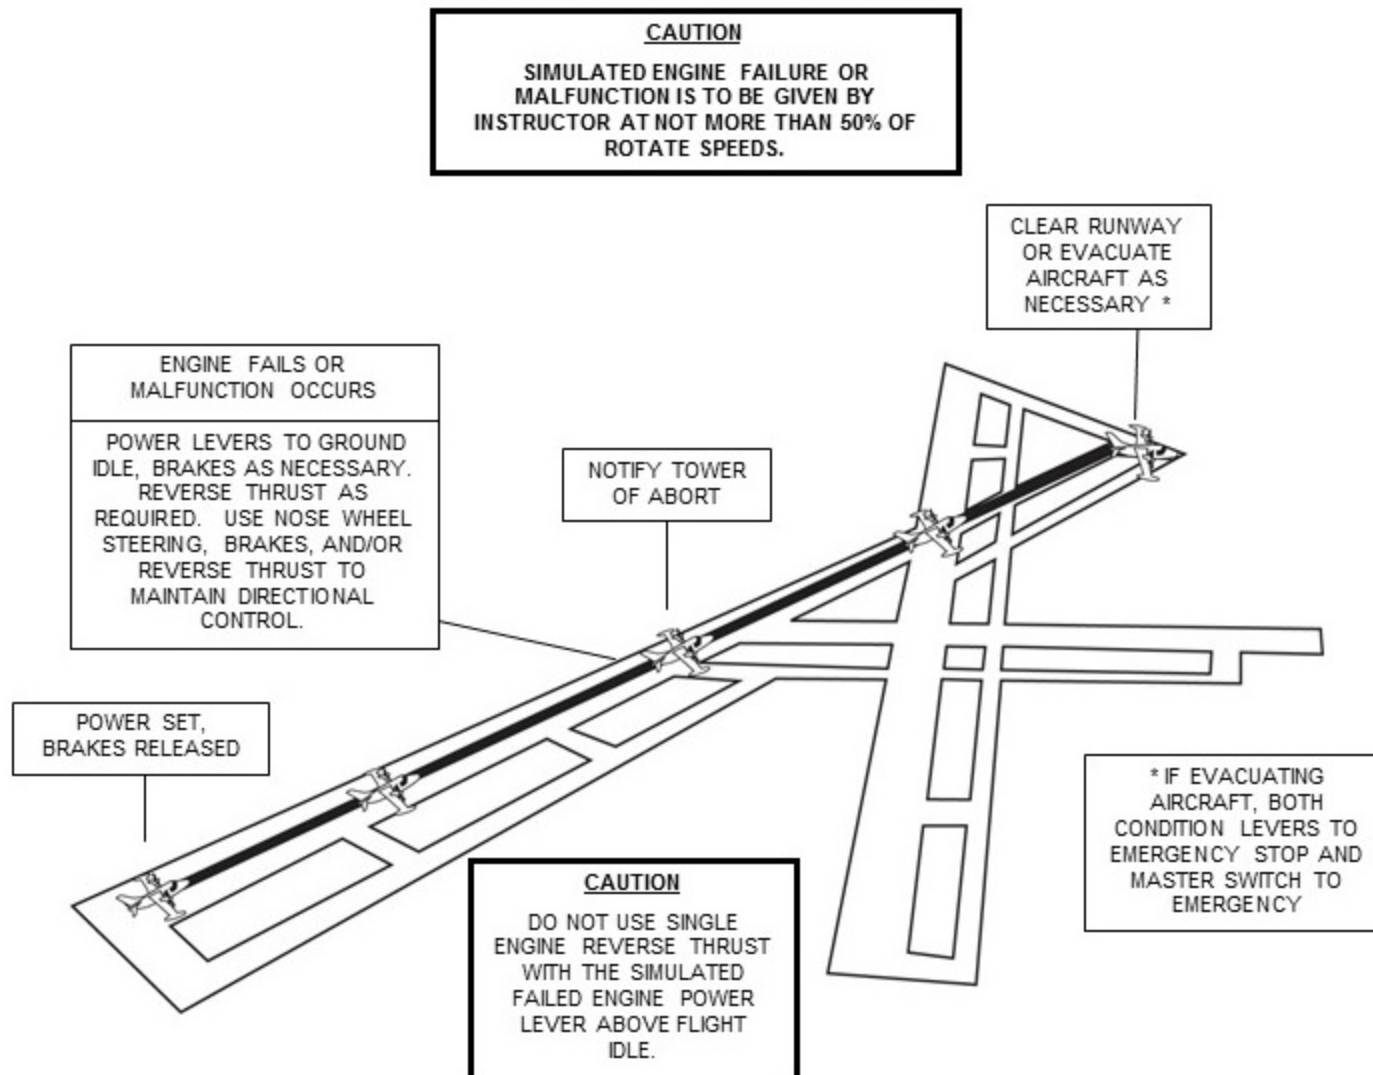 CAUTION
SIMULATED ENGINE FAILURE OR
MALFUNCTION IS TO BE GIVEN BY
INSTRUCTOR AT NOT MORE THAN 50% OF
ROTATE SPEEDS.
CLEAR RUNWAY
OR EVACUATE
AIRCRAFT AS
NECESSARY *
ENGINE FAILS OR
MALFUNCTION OCCURS
POWER LEVERS TO GROUND
IDLE, BRAKES AS NECESSARY.
REVERSE THRUST AS
REQUIRED. USE NOSE WHEEL
STEERING, BRAKES, AND/OR
REVERSE THRUST TO
MAINTAIN DIRECTIONAL
CONTROL.
NOTIFY TOWER
OF ABORT
POWER SET,
BRAKES RELEASED
* IF EVACUATING
AIRCRAFT, BOTH
CONDITION LEVERS TO
EMERGENCY STOP AND
MASTER SWITCH TO
EMERGENCY
CAUTION
DO NOT USE SINGLE
ENGINE REVERSE THRUST
WITH THE SIMULATED
FAILED ENGINE POWER
LEVER ABOVE FLIGHT
IDLE.